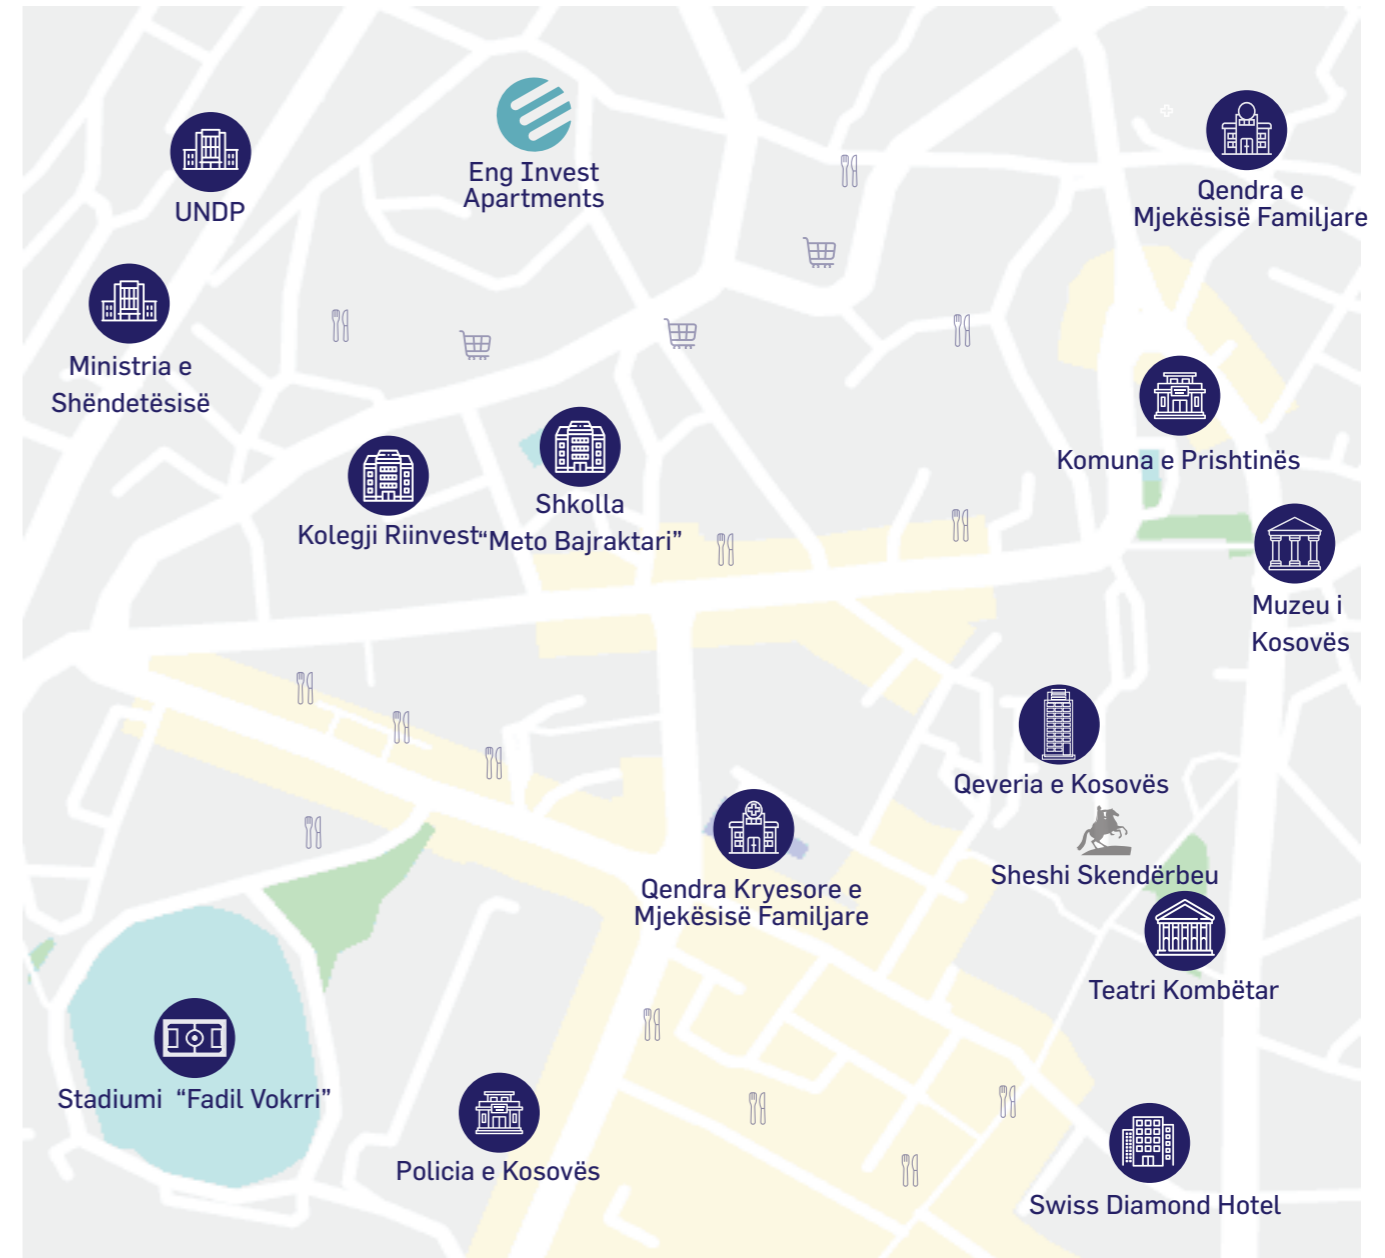 Eng Invest
Apartments
UNDP
Qendra e
Mjekësisë Familjare
Ministria e
Shëndetësisë
Komuna e Prishtinës
Kolegji Riinvest
Shkolla
“Meto Bajraktari”
Muzeu i
Kosovës
Qeveria e Kosovës
Sheshi Skendërbeu
Qendra Kryesore e
Mjekësisë Familjare
Teatri Kombëtar
Stadiumi “Fadil Vokrri”
Policia e Kosovës
Swiss Diamond Hotel